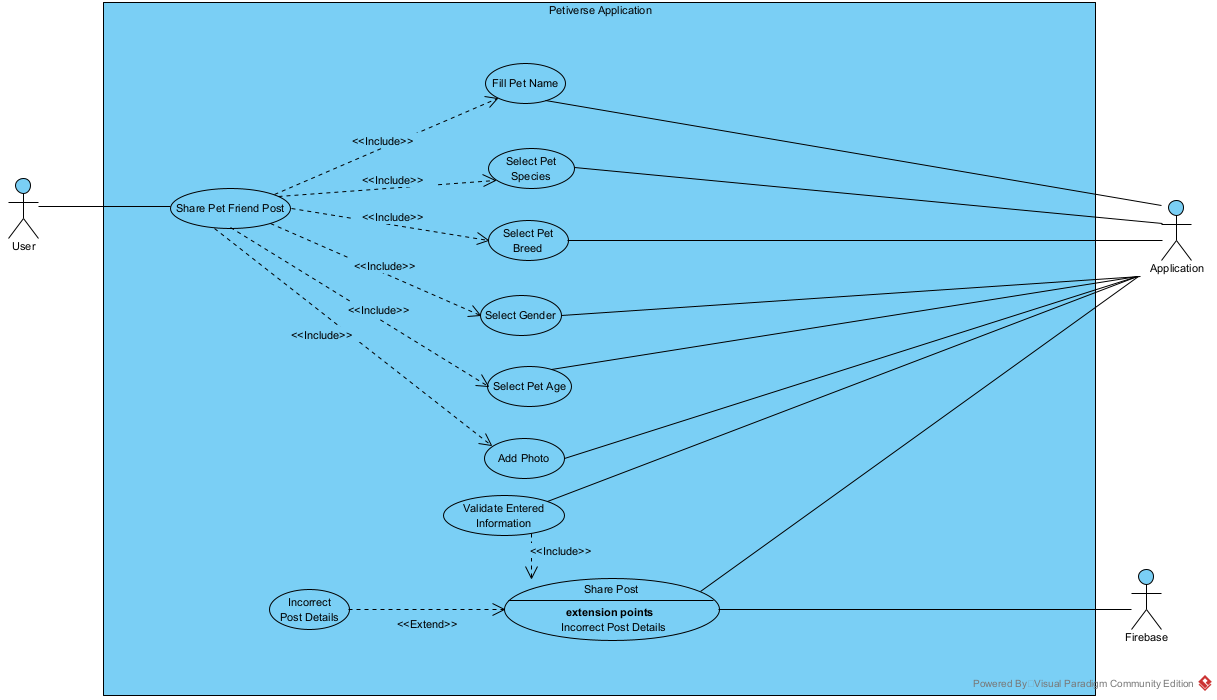 Petiverse Application
Fill Pet Name
<<Include>>
Select Pet
Species
<<Include>>
Share Pet Friend Post
<<Include>>
Select Pet
Breed
User
Application
<<Include>>
<<Include>>
Select Gender
<<Include>>
Select Pet Age
Add Photo
Validate Entered
Information
<<Include>>
Share Post
extension points
Incorrect Post Details
Incorrect
Post Details
<<Extend>>
Firebase
Powered By Visual Paradigm Community Edition